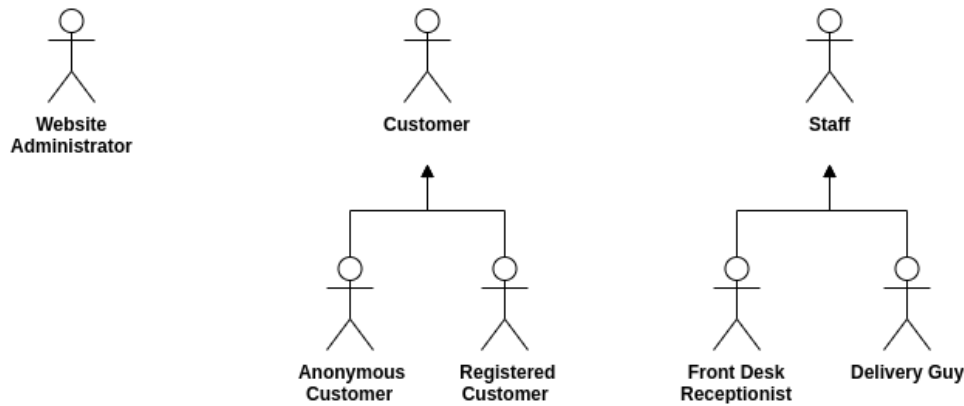 Website
Administrator
Customer
Staff
Anonymous
Customer
Registered
Customer
Front Desk
Receptionist
Delivery Guy